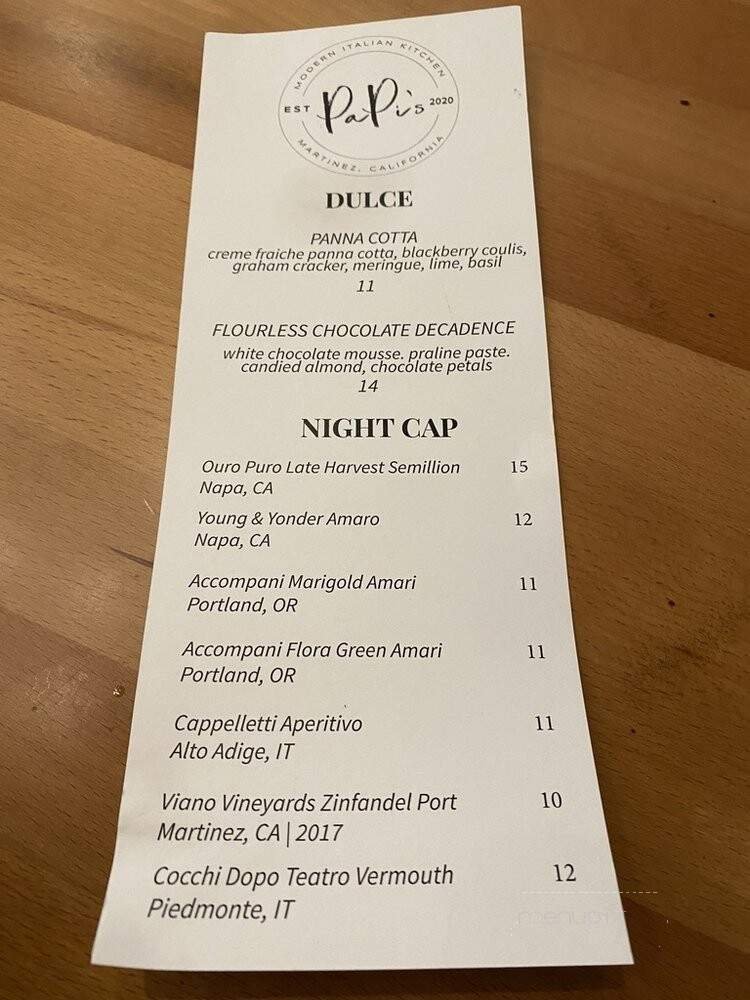 MODERN ITALIAN KITCHEN
EST PaPi's 2020
MARTINEZ, CALIFORNIA
DULCE
PANNA COTTA
creme fraiche panna cotta, blackberry coulis,
graham cracker, meringue, lime, basil
11
FLOURLESS CHOCOLATE DECADENCE
white chocolate mousse. praline paste.
candied almond, chocolate petals
14
NIGHT CAP
Ouro Puro Late Harvest Semillion 15
Napa, CA
Young & Yonder Amaro 12
Napa, CA
Accompani Marigold Amari 11
Portland, OR
Accompani Flora Green Amari 11
Portland, OR
Cappelletti Aperitivo 11
Alto Adige, IT
Viano Vineyards Zinfandel Port 10
Martinez, CA | 2017
Cocchi Dopo Teatro Vermouth 12
Piedmonte, IT